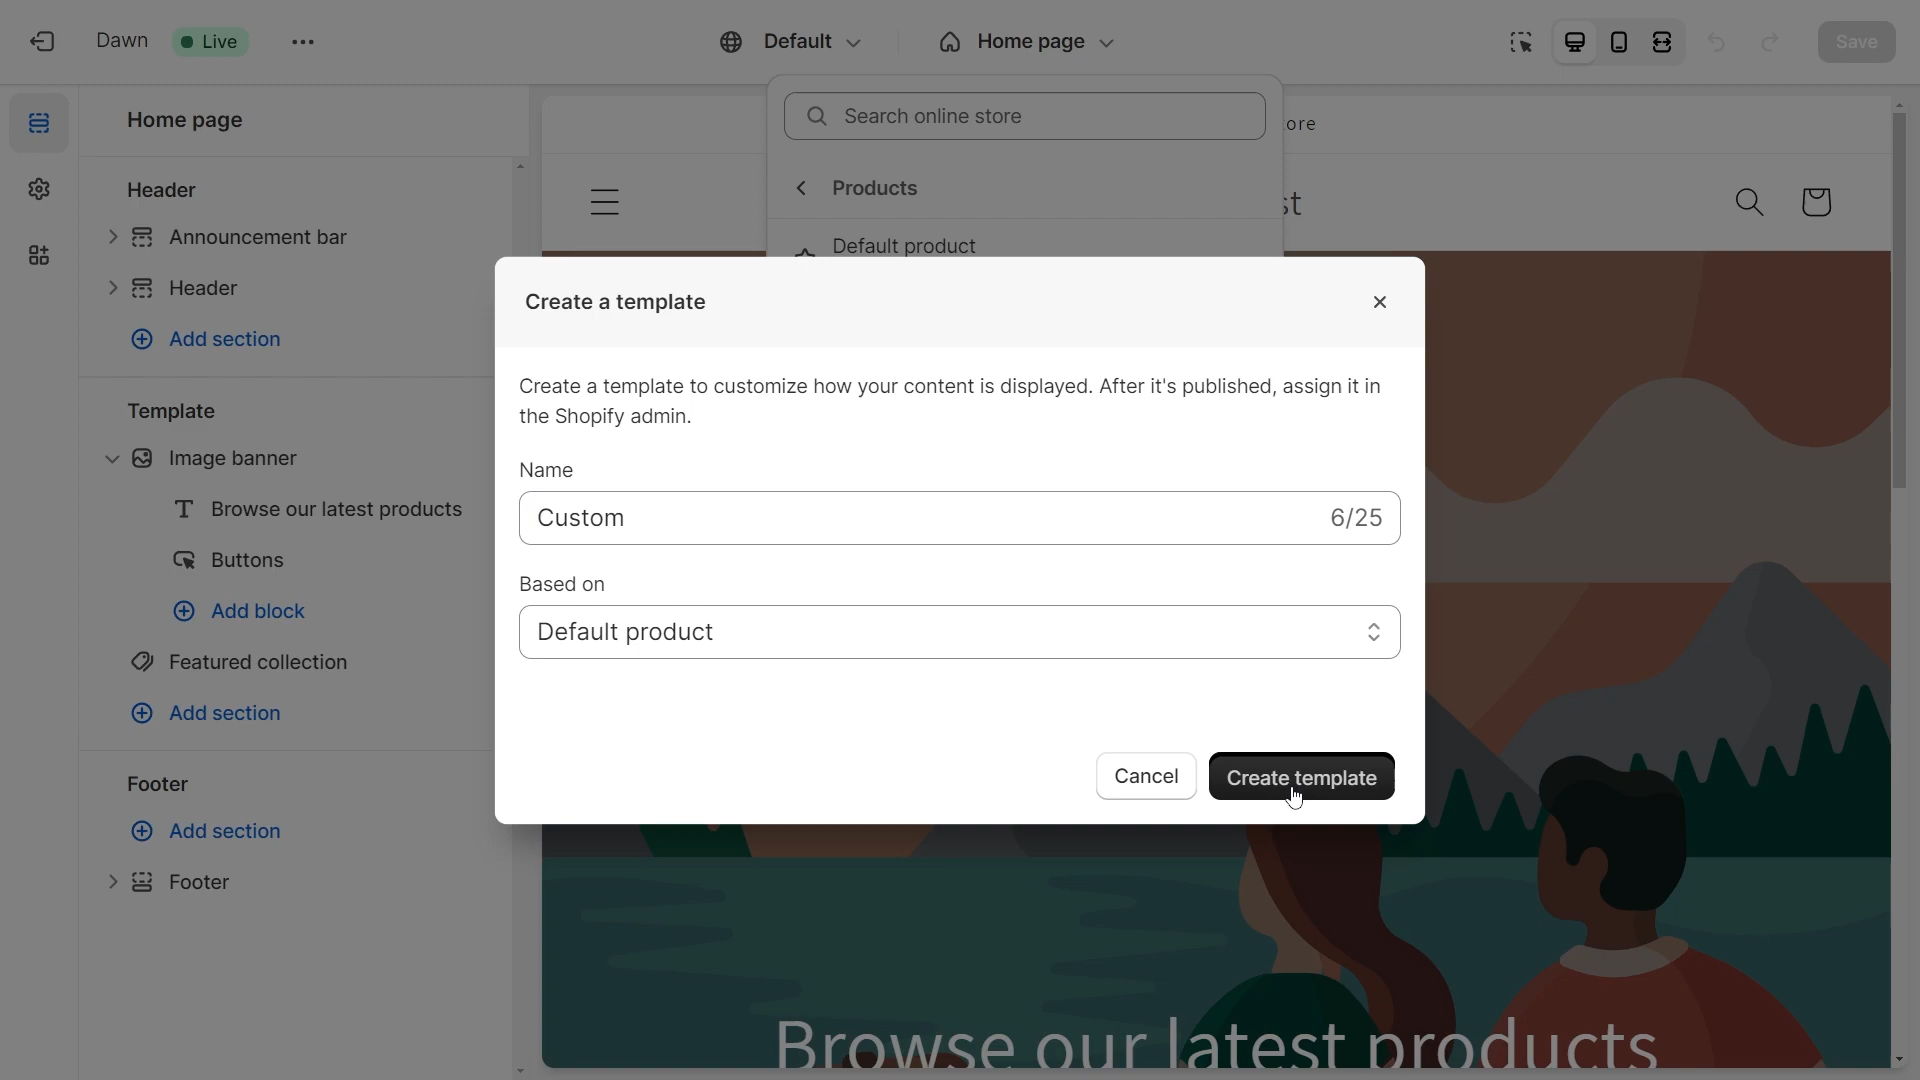 Dawn
Live
Default
Home page
Save
Home page
Search online store
ore
Header
Products
st
Announcement bar
Default product
Header
Add section
Create a template
Create a template to customize how your content is displayed. After it's published, assign it in
the Shopify admin.
Template
Image banner
Name
Browse our latest products
Custom
6/25
Buttons
Based on
Add block
Default product
Featured collection
Add section
Cancel
Create template
Footer
Add section
Footer
Browse our latest products